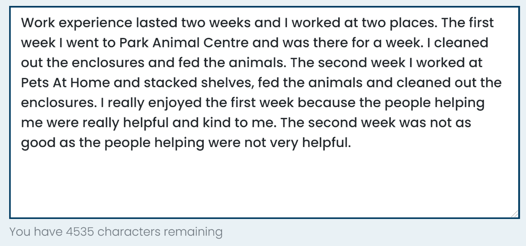 Work experience lasted two weeks and I worked at two places. The first
week I went to Park Animal Centre and was there for a week. I cleaned
out the enclosures and fed the animals. The second week I worked at
Pets At Home and stacked shelves, fed the animals and cleaned out the
enclosures. I really enjoyed the first week because the people helping
me were really helpful and kind to me. The second week was not as
good as the people helping were not very helpful.
You have 4535 characters remaining